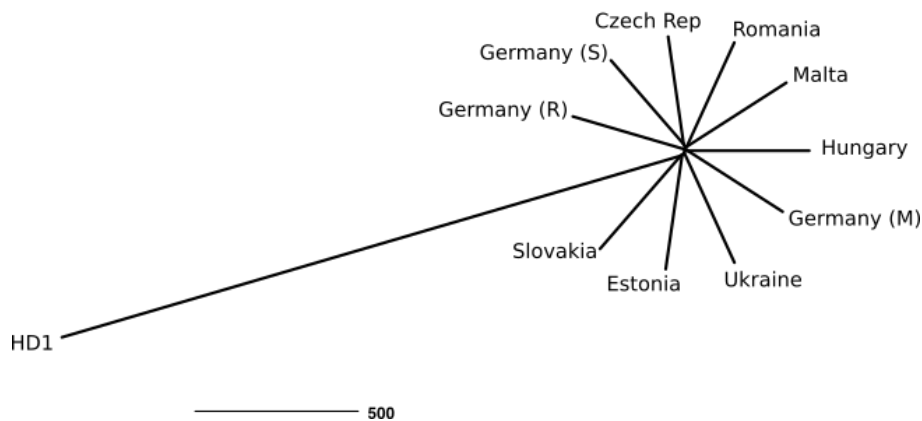 Czech Rep
Romania
Germany (S)
Malta
Germany (R)
Hungary
Germany (M)
Slovakia
Estonia
Ukraine
HD1
500